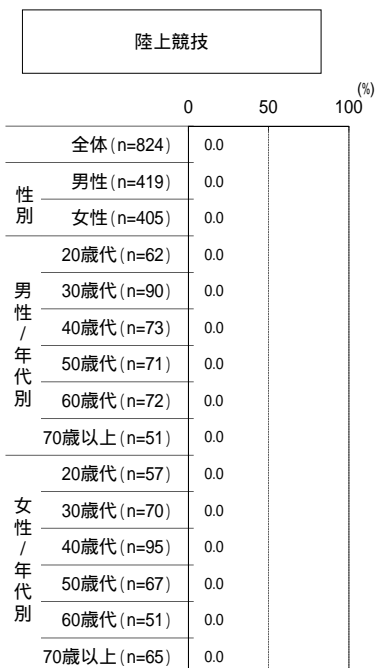 陸上競技
(%)
0 50 100
全体(n=824) 0.0
性別
男性(n=419) 0.0
女性(n=405) 0.0
男性/年代別
20歳代(n=62) 0.0
30歳代(n=90) 0.0
40歳代(n=73) 0.0
50歳代(n=71) 0.0
60歳代(n=72) 0.0
70歳以上(n=51) 0.0
女性/年代別
20歳代(n=57) 0.0
30歳代(n=70) 0.0
40歳代(n=95) 0.0
50歳代(n=67) 0.0
60歳代(n=51) 0.0
70歳以上(n=65) 0.0